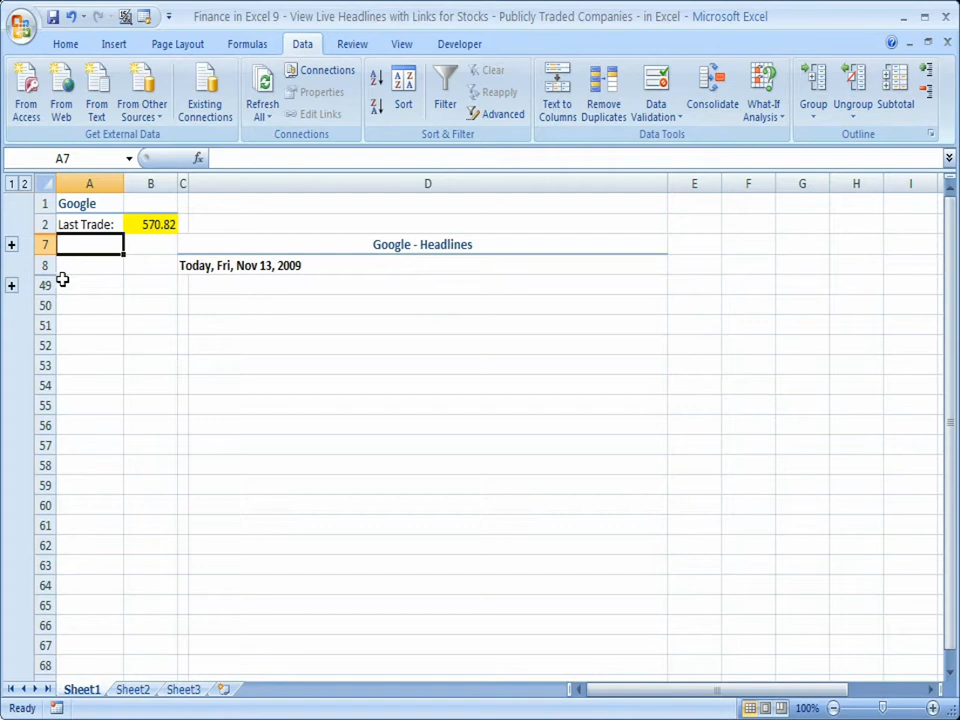 Finance in Excel 9 - View Live Headlines with Links for Stocks - Publicly Traded Companies - in Excel - Microsoft Excel
Home Insert Page Layout Formulas Data Review View Developer
From Access
From Web
From Text
From Other Sources
Existing Connections
Get External Data
Refresh All
Connections
Properties
Edit Links
Connections
Sort
Filter
Clear
Reapply
Advanced
Sort & Filter
Text to Columns
Remove Duplicates
Data Validation
Consolidate
What-If Analysis
Data Tools
Group
Ungroup
Subtotal
Outline
A7 fx
1 2 A B C D E F G H I
1 Google
2 Last Trade: 570.82
7 Google - Headlines
8 Today, Fri, Nov 13, 2009
49
50
51
52
53
54
55
56
57
58
59
60
61
62
63
64
65
66
67
68
Sheet1 Sheet2 Sheet3
Ready 100%